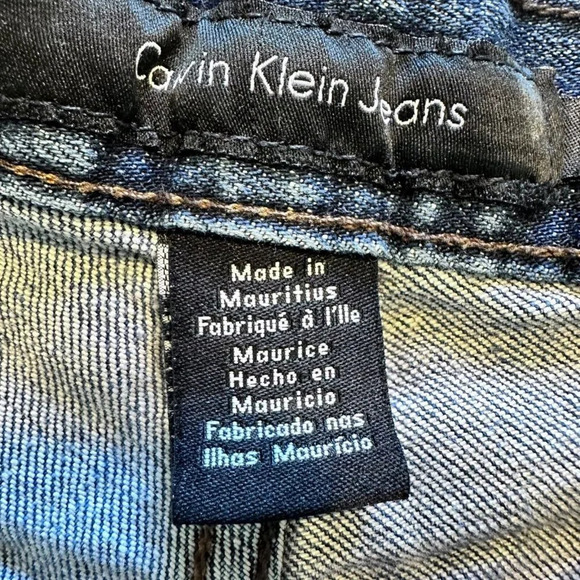 Calvin Klein Jeans
Made in
Mauritius
Fabriqué à l'Ile
Maurice
Hecho en
Mauricio
Fabricado nas
Ilhas Maurício